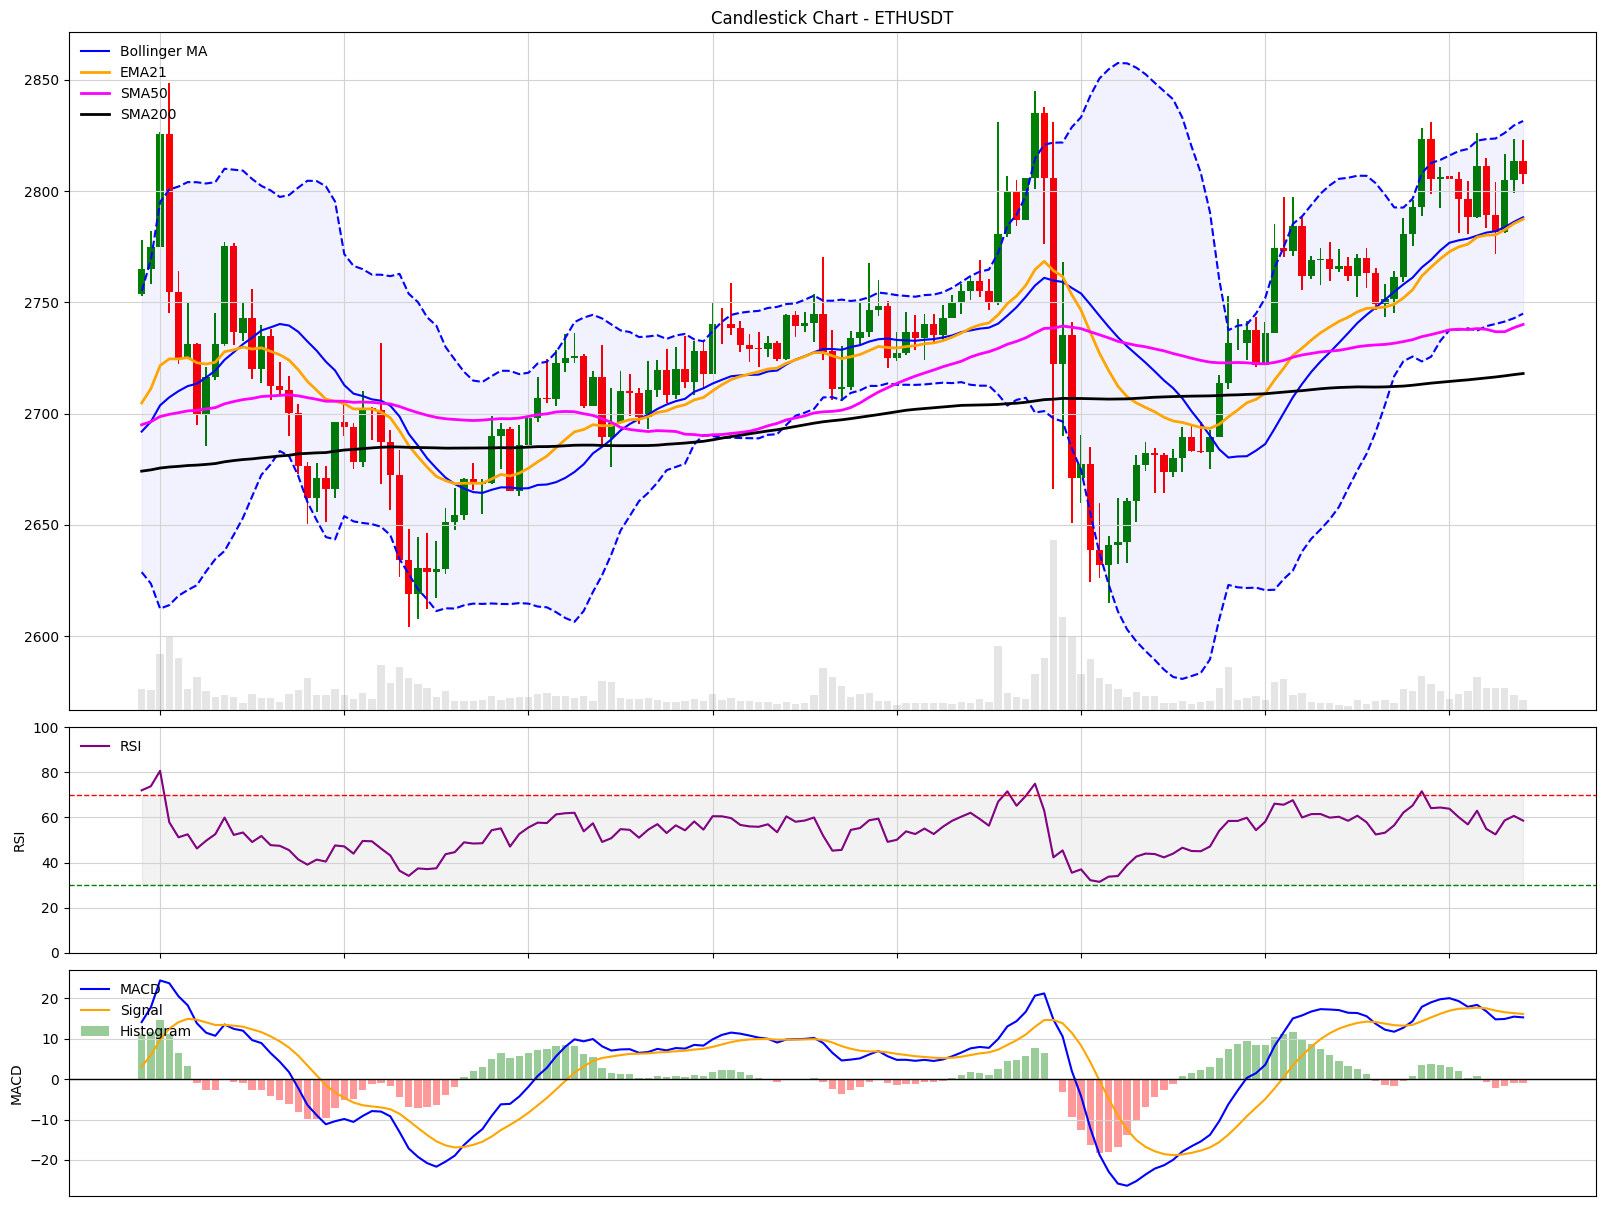 Candlestick Chart - ETHUSDT
Bollinger MA
EMA21
SMA50
SMA200
2850
2800
2750
2700
2650
2600
RSI
100
80
60
40
20
0
RSI
MACD
Signal
Histogram
20
10
0
−10
−20
MACD